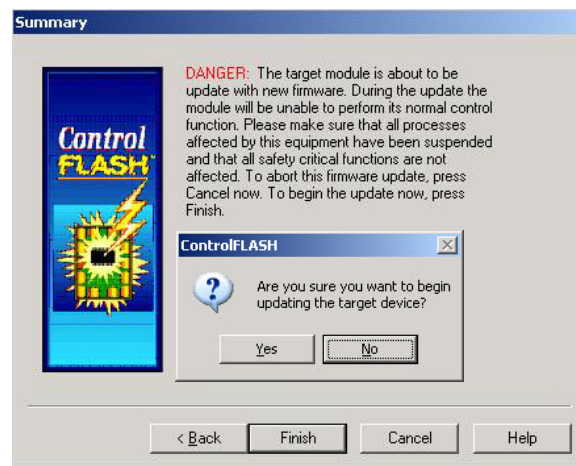 Summary
DANGER: The target module is about to be
update with new firmware. During the update the
module will be unable to perform its normal control
function. Please make sure that all processes
affected by this equipment have been suspended
and that all safety critical functions are not
affected. To abort this firmware update, press
Cancel now. To begin the update now, press
Finish.
Control
FLASH
ControlFLASH
Are you sure you want to begin
updating the target device?
Yes No
< Back Finish Cancel Help